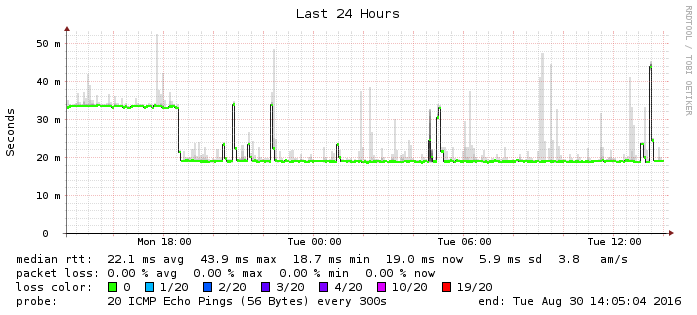 Last 24 Hours
RRDTOOL / TOBI OETIKER
Seconds
50 m
40 m
30 m
20 m
10 m
0
Mon 18:00 Tue 00:00 Tue 06:00 Tue 12:00
median rtt: 22.1 ms avg 43.9 ms max 18.7 ms min 19.0 ms now 5.9 ms sd 3.8 am/s
packet loss: 0.00 % avg 0.00 % max 0.00 % min 0.00 % now
loss color: 0 1/20 2/20 3/20 4/20 10/20 19/20
probe: 20 ICMP Echo Pings (56 Bytes) every 300s end: Tue Aug 30 14:05:04 2016